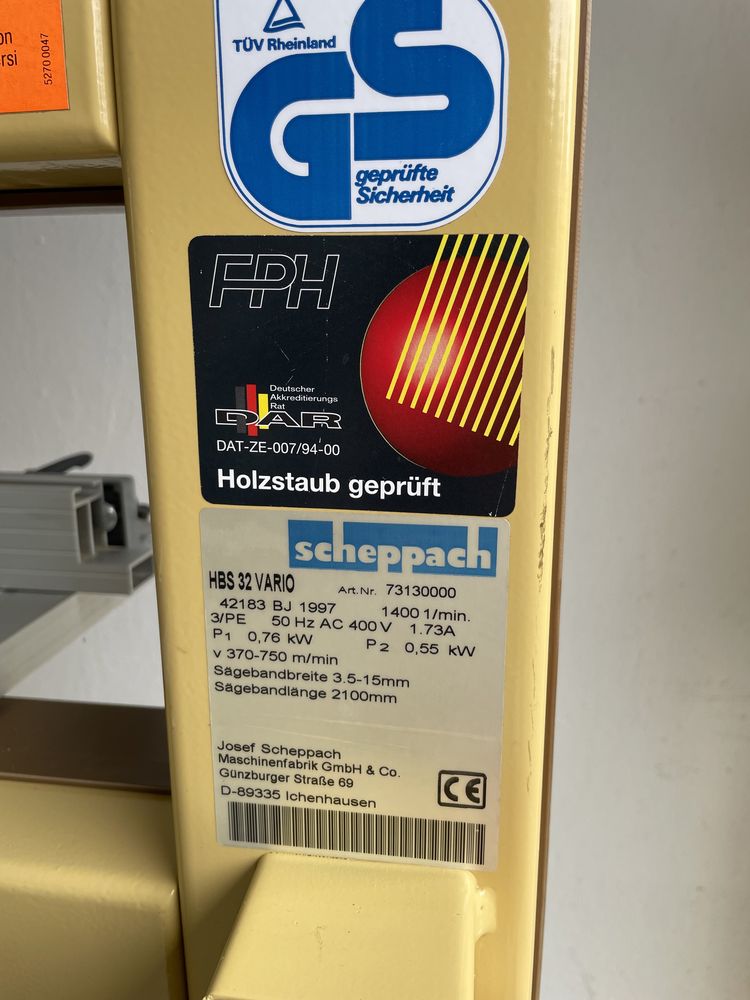 on
rsi
5270 0047
TÜV Rheinland
GS
geprüfte
Sicherheit
FPH
Deutscher
Akkreditierungs
Rat
DAR
DAT-ZE-007/94-00
Holzstaub geprüft
scheppach
HBS 32 VARIO Art.Nr. 73130000
42183 BJ 1997 1400 1/min.
3/PE 50 Hz AC 400 V 1.73A
P1 0,76 kW P2 0,55 kW
v 370-750 m/min
Sägebandbreite 3.5-15mm
Sägebandlänge 2100mm
Josef Scheppach
Maschinenfabrik GmbH & Co.
Günzburger Straße 69
D-89335 Ichenhausen
CE